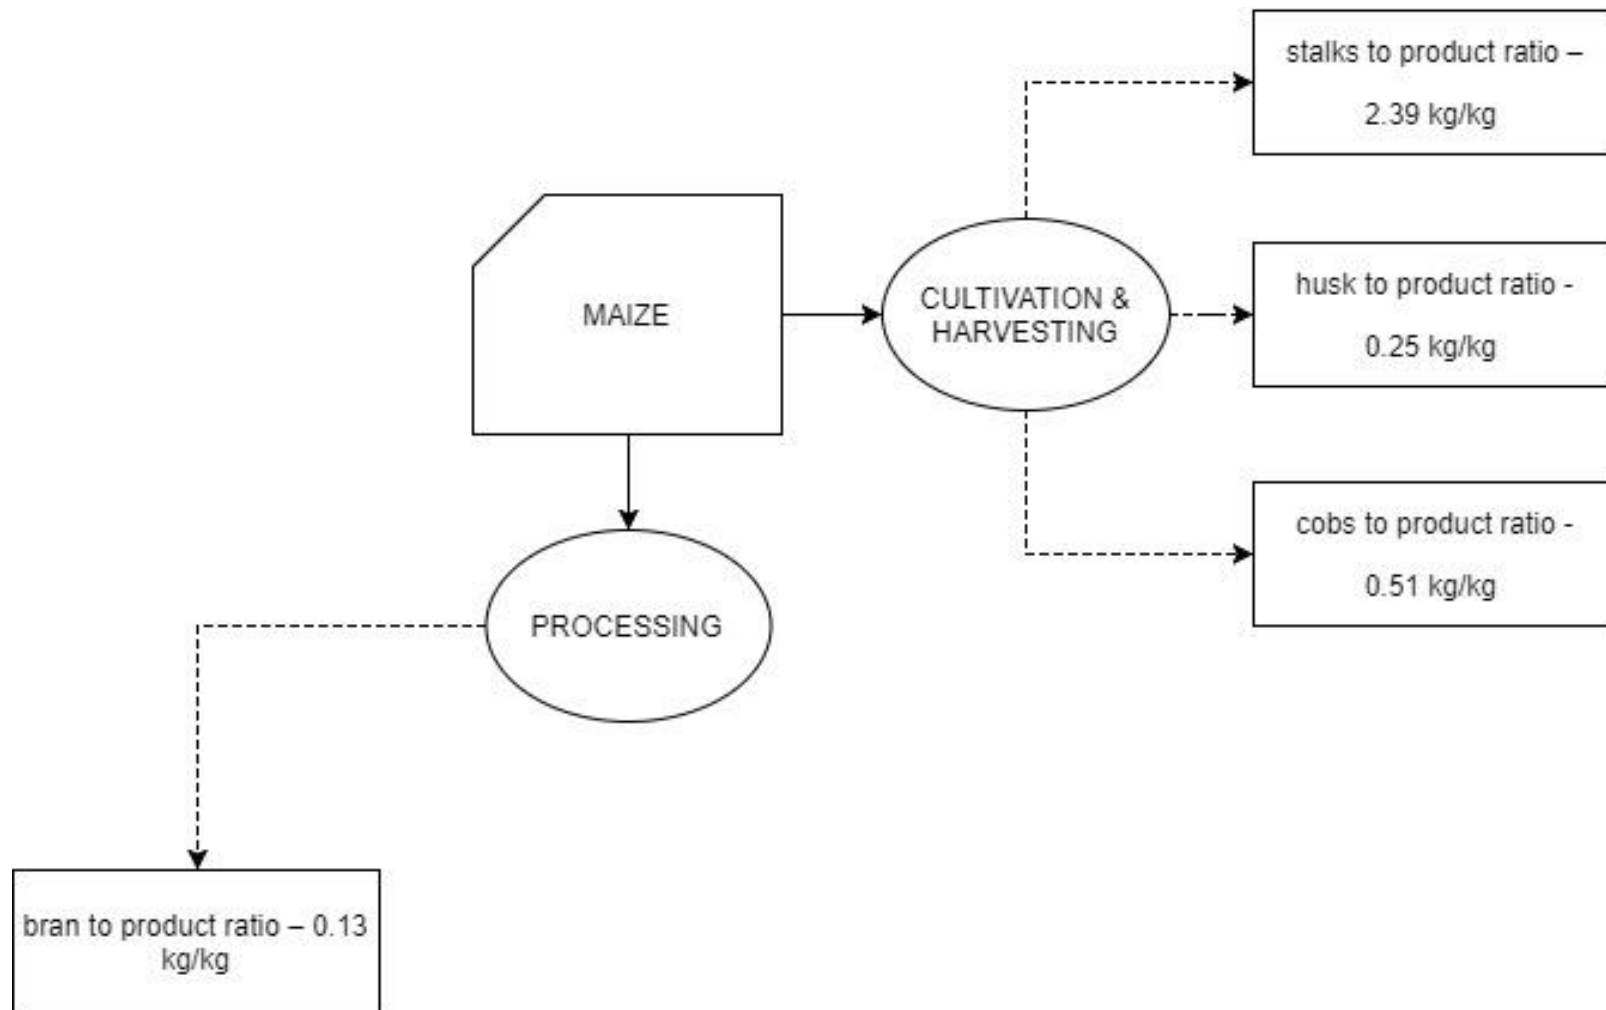 stalks to product ratio –
2.39 kg/kg
MAIZE
CULTIVATION &
HARVESTING
husk to product ratio -
0.25 kg/kg
cobs to product ratio -
0.51 kg/kg
PROCESSING
bran to product ratio – 0.13
kg/kg